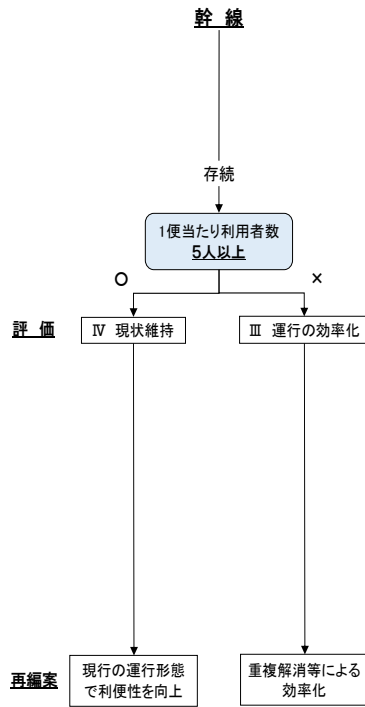 幹 線
存続
1便当たり利用者数
5人以上
○ ×
評 価 Ⅳ 現状維持 Ⅲ 運行の効率化
再編案
現行の運行形態
で利便性を向上
重複解消等による
効率化